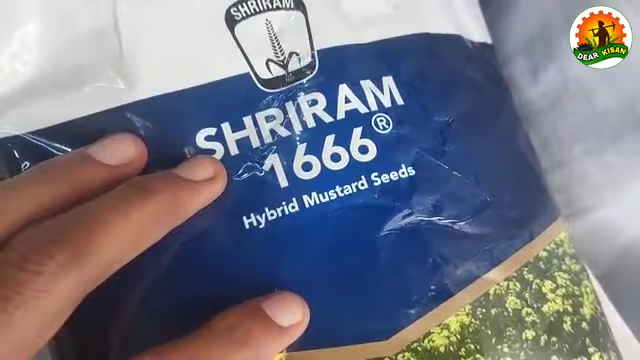 SHRIRAM
SHRIRAM
1666®
Hybrid Mustard Seeds
DEAR KISAN